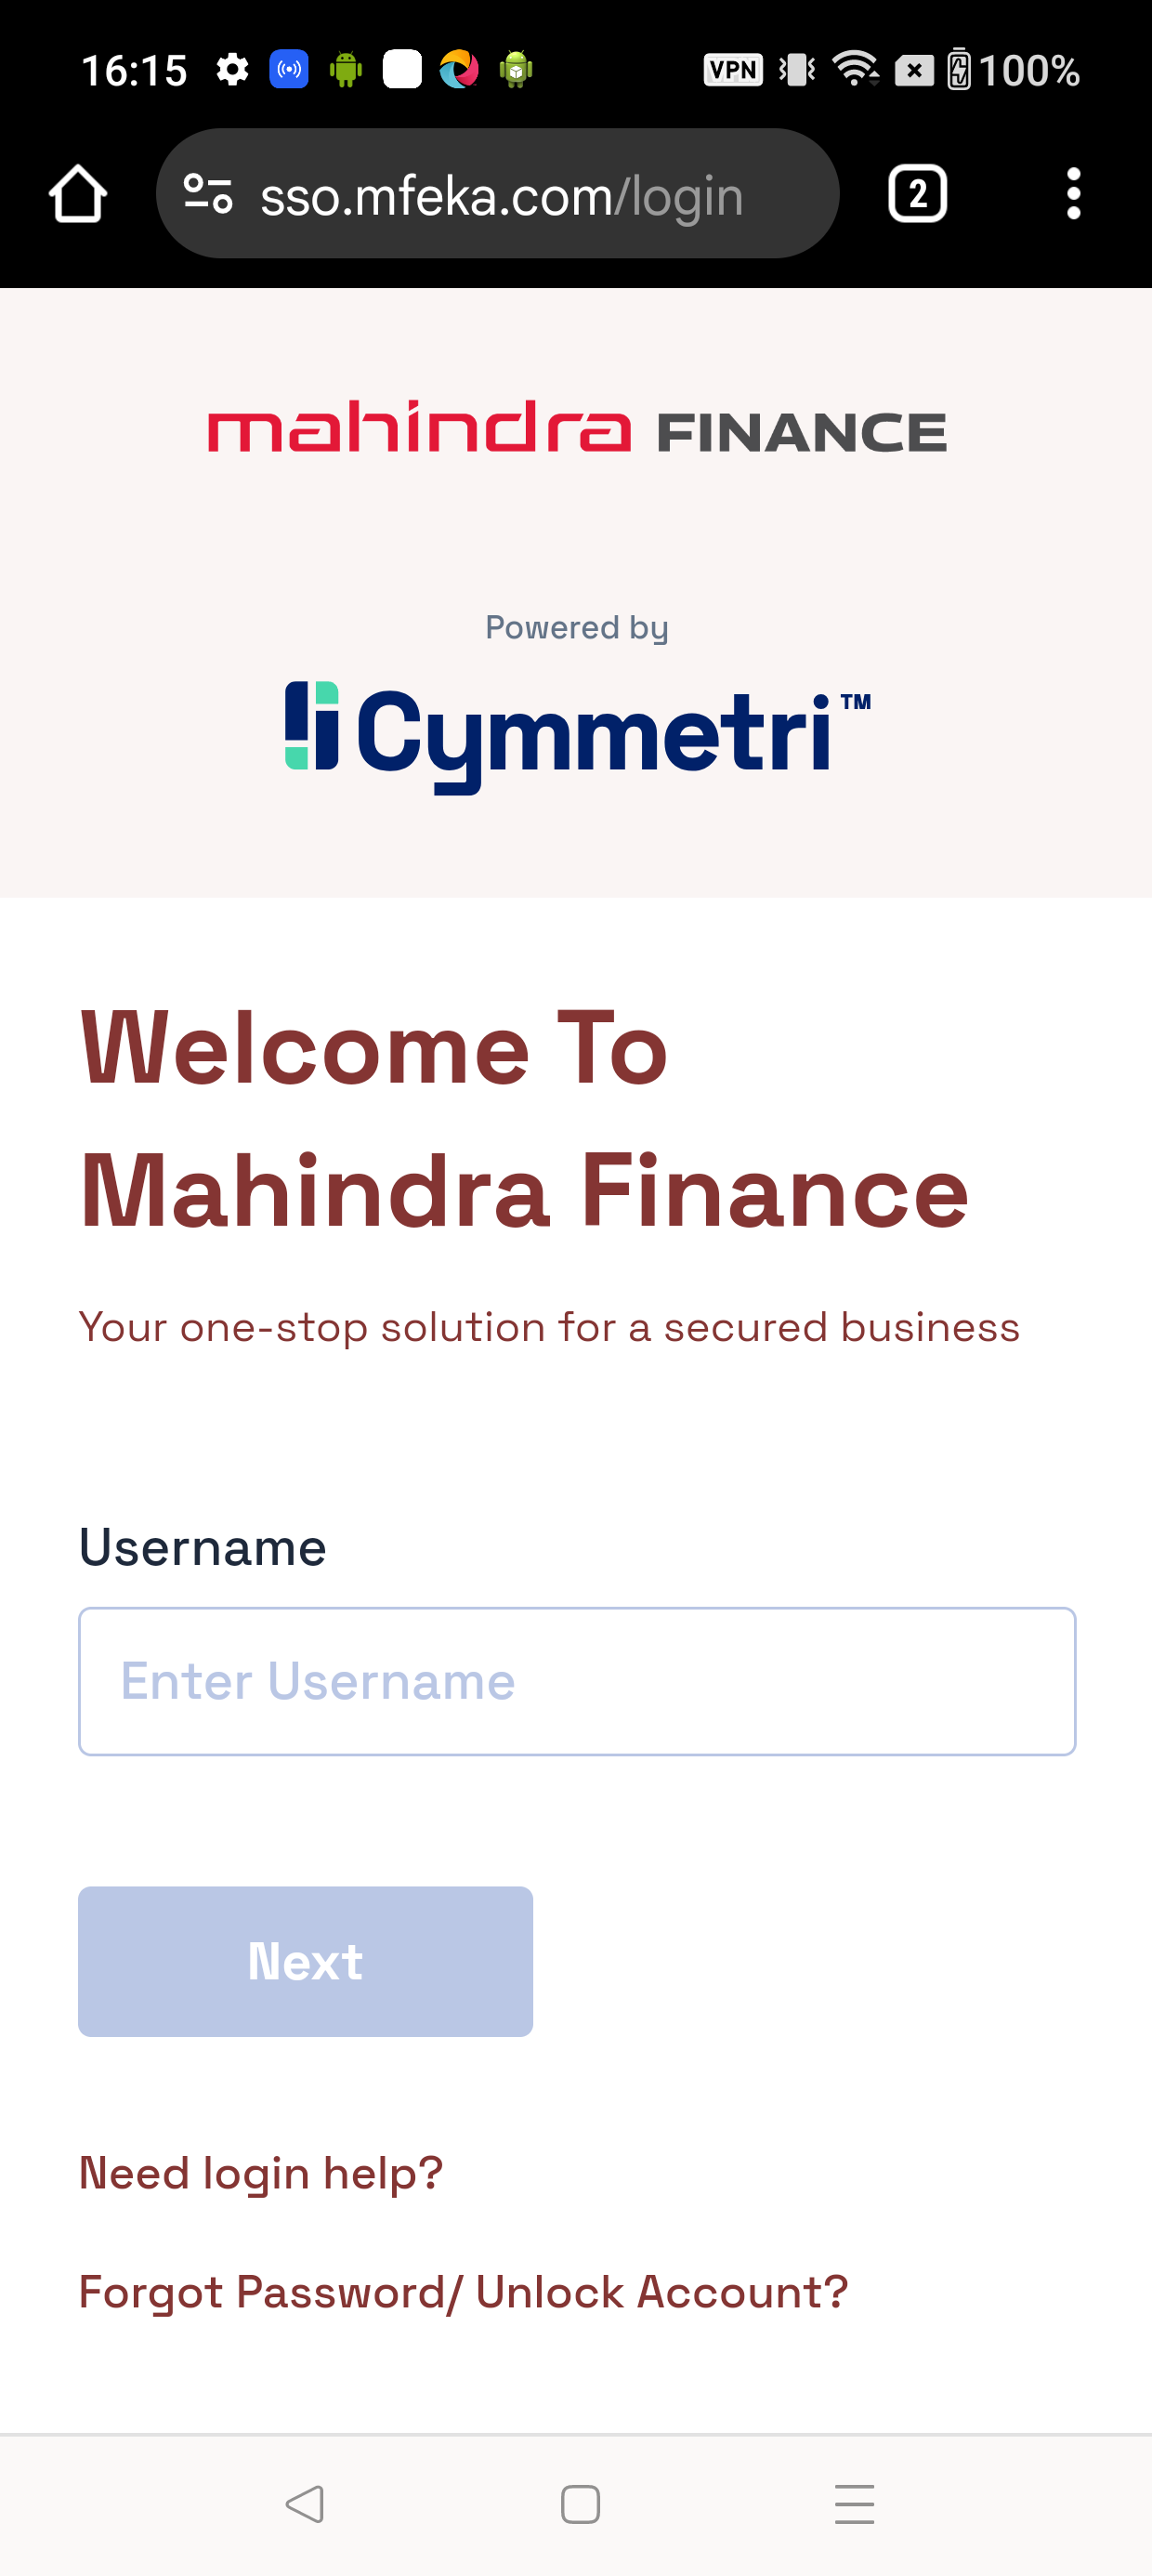 16:15
VPN
100%
sso.mfeka.com/login
2
mahindra FINANCE
Powered by
Cymmetri™
Welcome To
Mahindra Finance
Your one-stop solution for a secured business
Username
Enter Username
Next
Need login help?
Forgot Password/ Unlock Account?